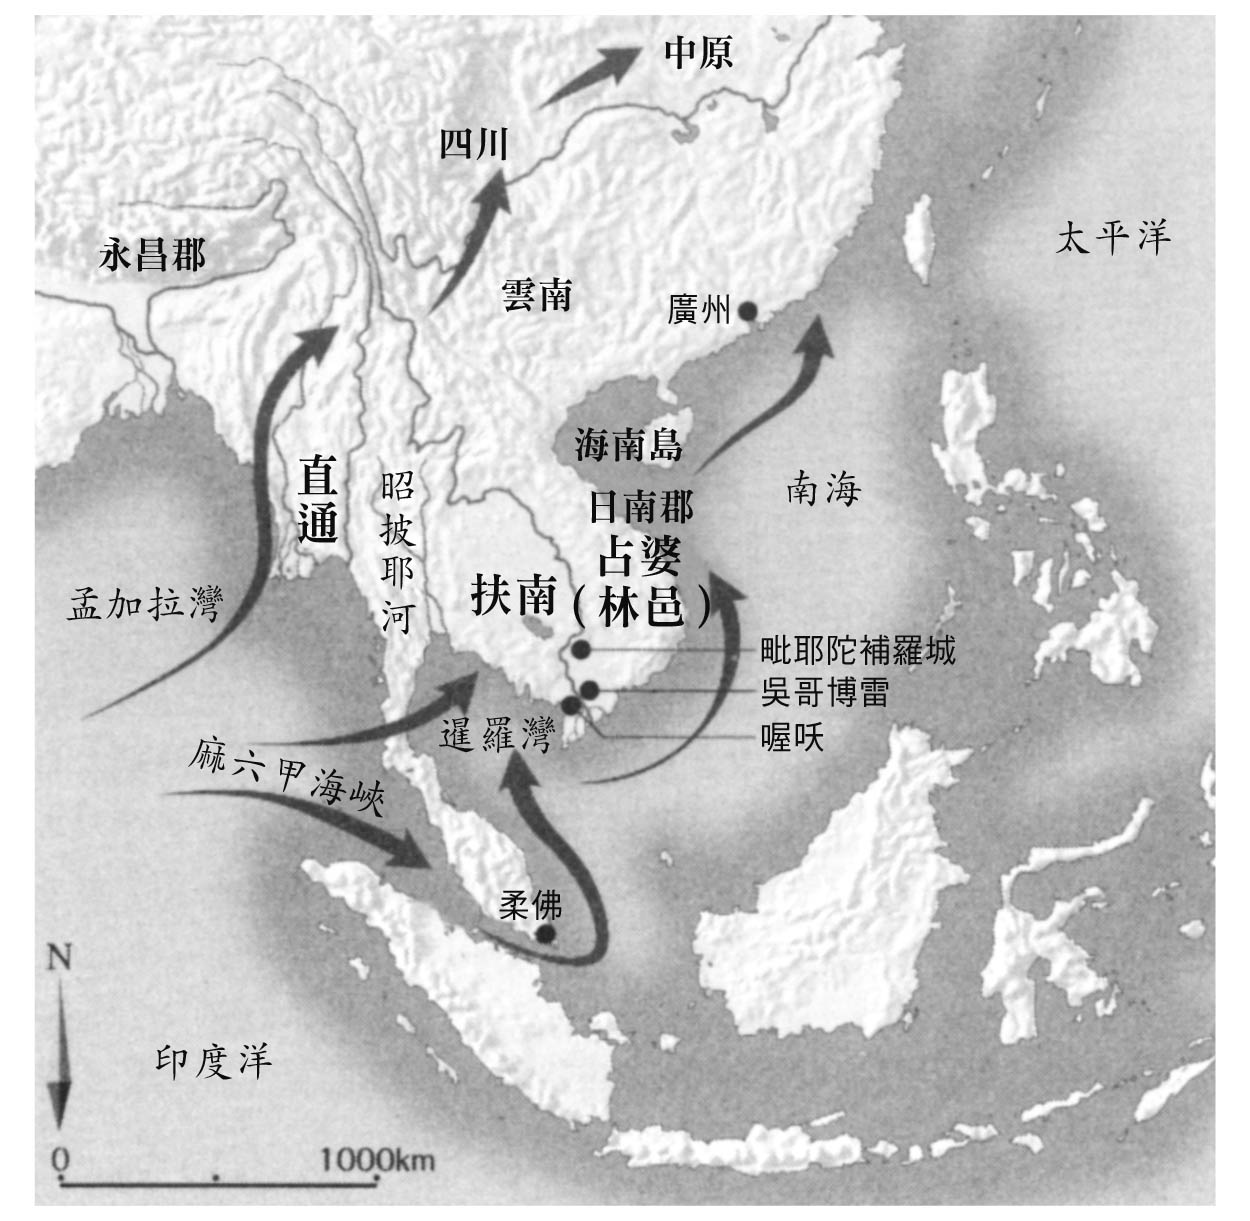 中原
四川
永昌郡
太平洋
雲南
廣州
海南島
直通
昭披耶河
南海
日南郡
占婆
扶南(林邑)
孟加拉灣
毗耶陀補羅城
吳哥博雷
喔吠
暹羅灣
麻六甲海峽
柔佛
N
印度洋
0 1000km